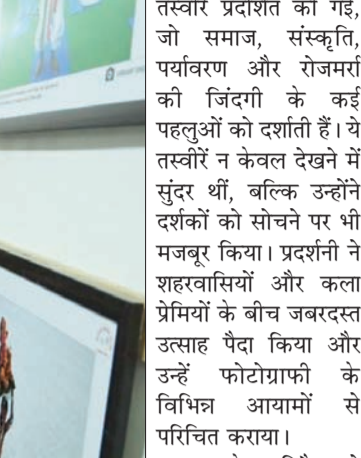 तस्वीरें प्रदर्शित की गईं,
जो समाज, संस्कृति,
पर्यावरण और रोजमर्रा
की जिंदगी के कई
पहलुओं को दर्शाती हैं। ये
तस्वीरें न केवल देखने में
सुंदर थीं, बल्कि उन्होंने
दर्शकों को सोचने पर भी
मजबूर किया। प्रदर्शनी ने
शहरवासियों और कला
प्रेमियों के बीच जबरदस्त
उत्साह पैदा किया और
उन्हें फोटोग्राफी के
विभिन्न आयामों से
परिचित कराया।